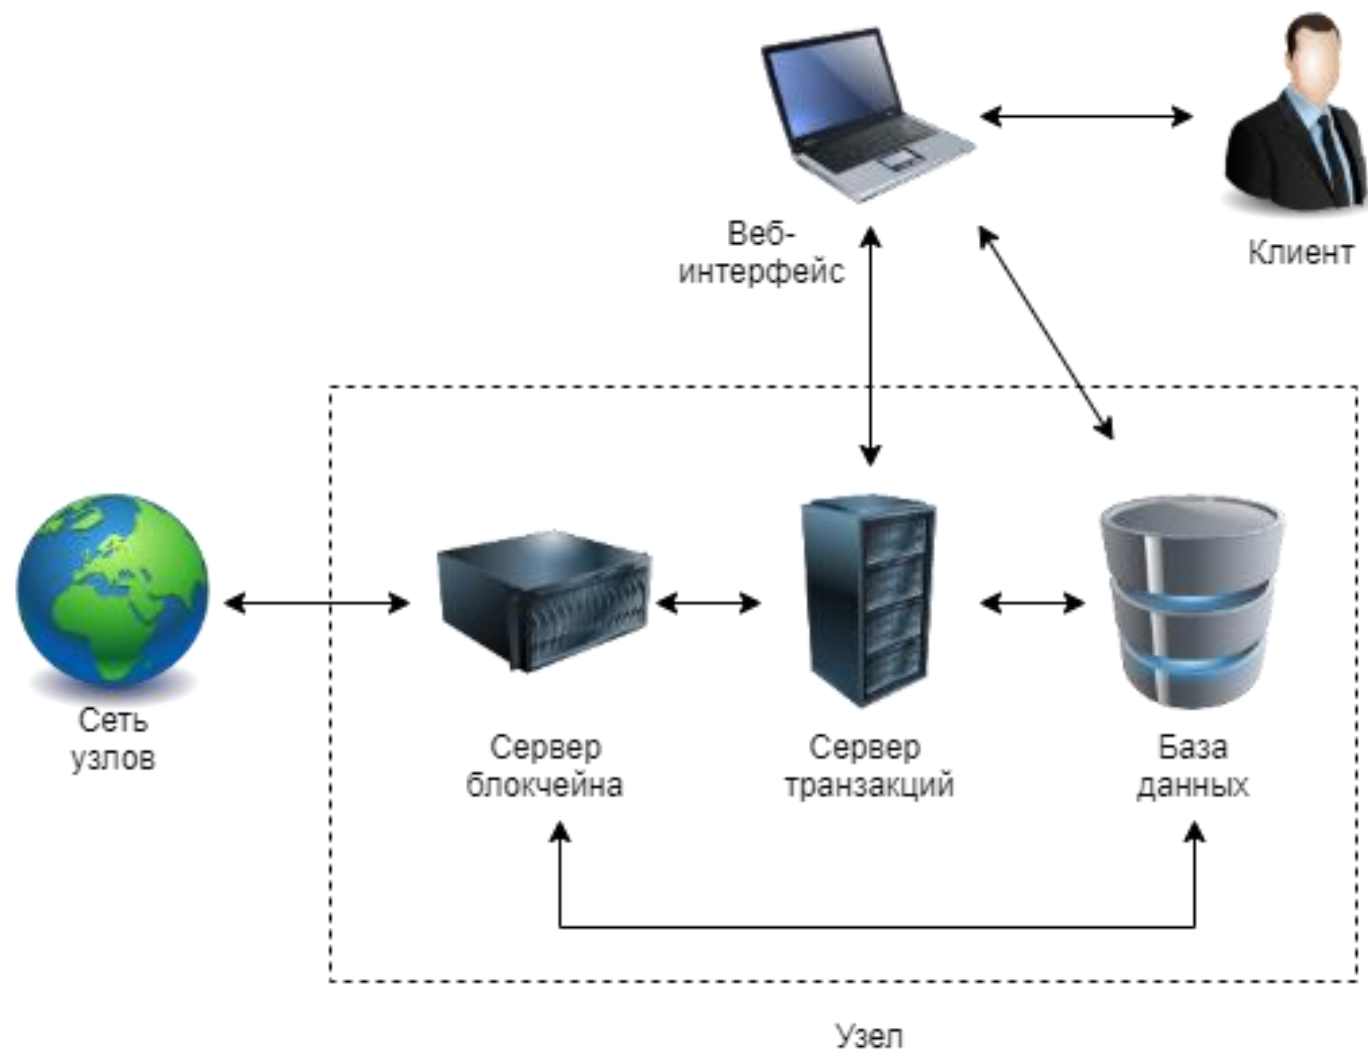 Веб-
интерфейс
Клиент
Сеть
узлов
Сервер
блокчейна
Сервер
транзакций
База
данных
Узел